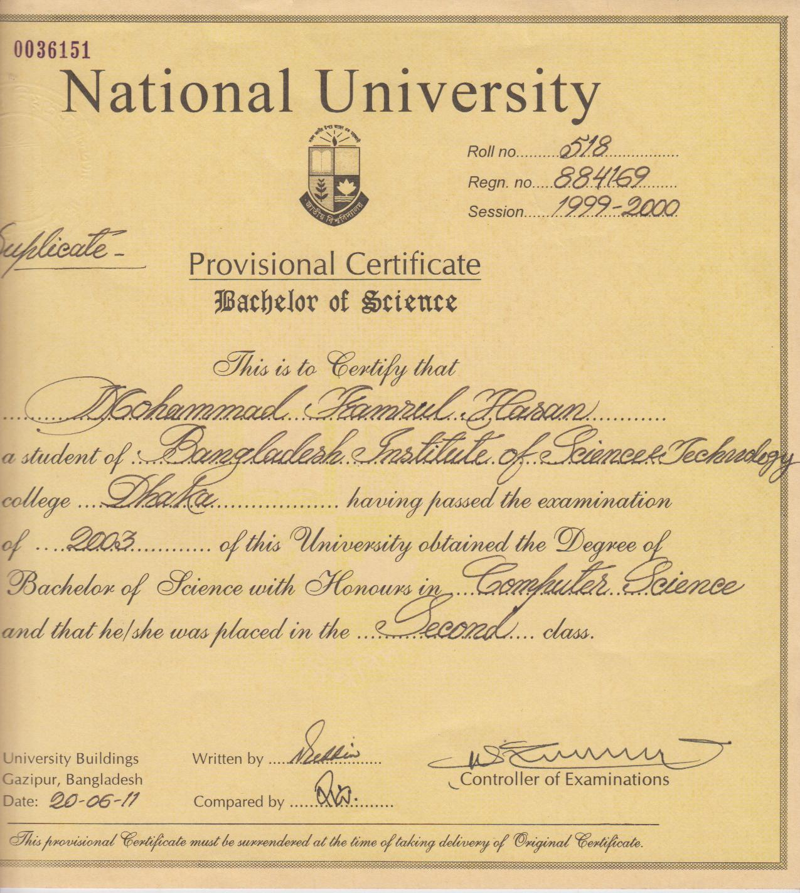 0036151
National University
জাতীয় বিশ্ববিদ্যালয়
Roll no..........518................
Regn. no....884169.......
Session......1999-2000
Duplicate-
Provisional Certificate
Bachelor of Science
This is to Certify that
Mohammad Kamrul Hasan
a student of Bangladesh Institute of Science & Technology
college ....Dhaka.................... having passed the examination
of ....2003............ of this University obtained the Degree of
Bachelor of Science with Honours in...Computer Science
and that he/she was placed in the ...Second.... class.
University Buildings
Gazipur, Bangladesh
Date: 20-06-11
Written by
Compared by
Controller of Examinations
This provisional Certificate must be surrendered at the time of taking delivery of Original Certificate.